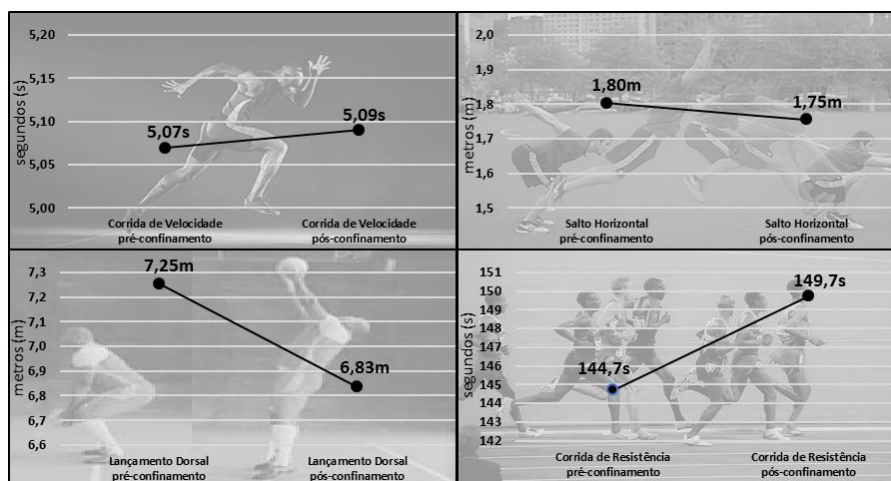 5,20
5,15
5,10
5,05
5,00
segundos (s)
5,07s
5,09s
Corrida de Velocidade
pré-confinamento
Corrida de Velocidade
pós-confinamento
2,0
1,9
1,8
1,7
1,6
1,5
metros (m)
1,80m
1,75m
Salto Horizontal
pré-confinamento
Salto Horizontal
pós-confinamento
7,3
7,2
7,1
7,0
6,9
6,8
6,7
6,6
metros (m)
7,25m
6,83m
Lançamento Dorsal
pré-confinamento
Lançamento Dorsal
pós-confinamento
151
150
149
148
147
146
145
144
143
142
segundos (s)
144,7s
149,7s
Corrida de Resistência
pré-confinamento
Corrida de Resistência
pós-confinamento